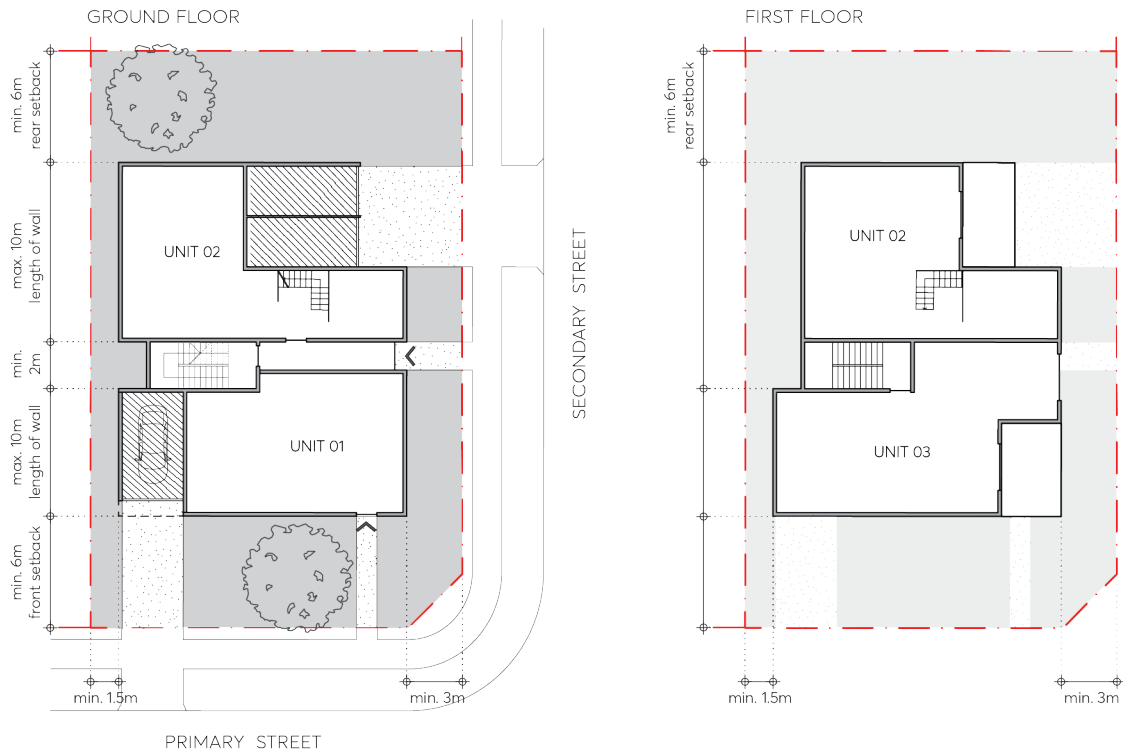 GROUND FLOOR
min. 6m
rear setback
max. 10m
length of wall
min.
2m
max. 10m
length of wall
min. 6m
front setback
UNIT 02
UNIT 01
SECONDARY STREET
min. 1.5m
min. 3m
PRIMARY STREET
FIRST FLOOR
min. 6m
rear setback
UNIT 02
UNIT 03
min. 1.5m
min. 3m